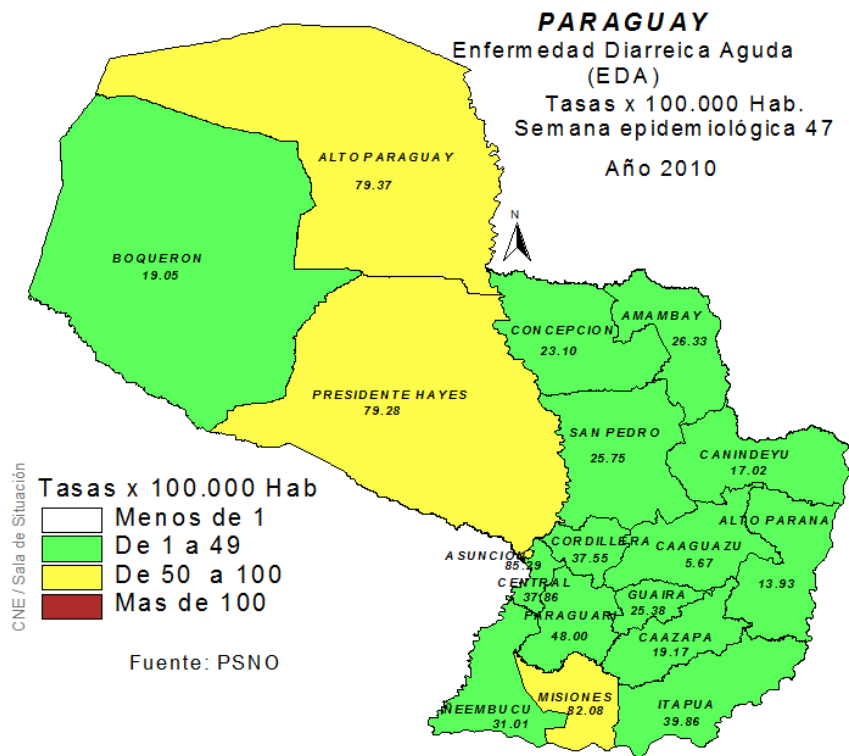 PARAGUAY
Enfermedad Diarreica Aguda
(EDA)
Tasas x 100.000 Hab.
Semana epidemiológica 47
Año 2010
N
ALTO PARAGUAY
79.37
BOQUERON
19.05
CONCEPCION
23.10
AMAMBAY
26.33
PRESIDENTE HAYES
79.28
SAN PEDRO
25.75
CANINDEYU
17.02
ALTO PARANA
13.93
CORDILLERA
37.55
CAAGUAZU
5.67
ASUNCION
85.29
CENTRAL
37.86
GUAIRA
25.38
PARAGUARI
48.00
CAAZAPA
19.17
MISIONES
82.08
ÑEEMBUCU
31.01
ITAPUA
39.86
Tasas x 100.000 Hab
Menos de 1
De 1 a 49
De 50 a 100
Mas de 100
Fuente: PSNO
CNE / Sala de Situación